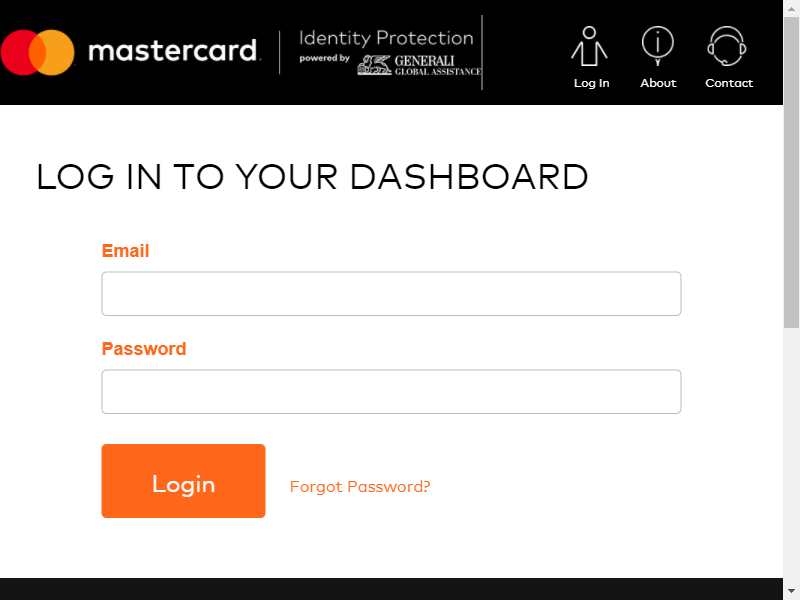 mastercard.
Identity Protection
powered by GENERALI
GLOBAL ASSISTANCE
Log In
About
Contact
LOG IN TO YOUR DASHBOARD
Email
Password
Login
Forgot Password?